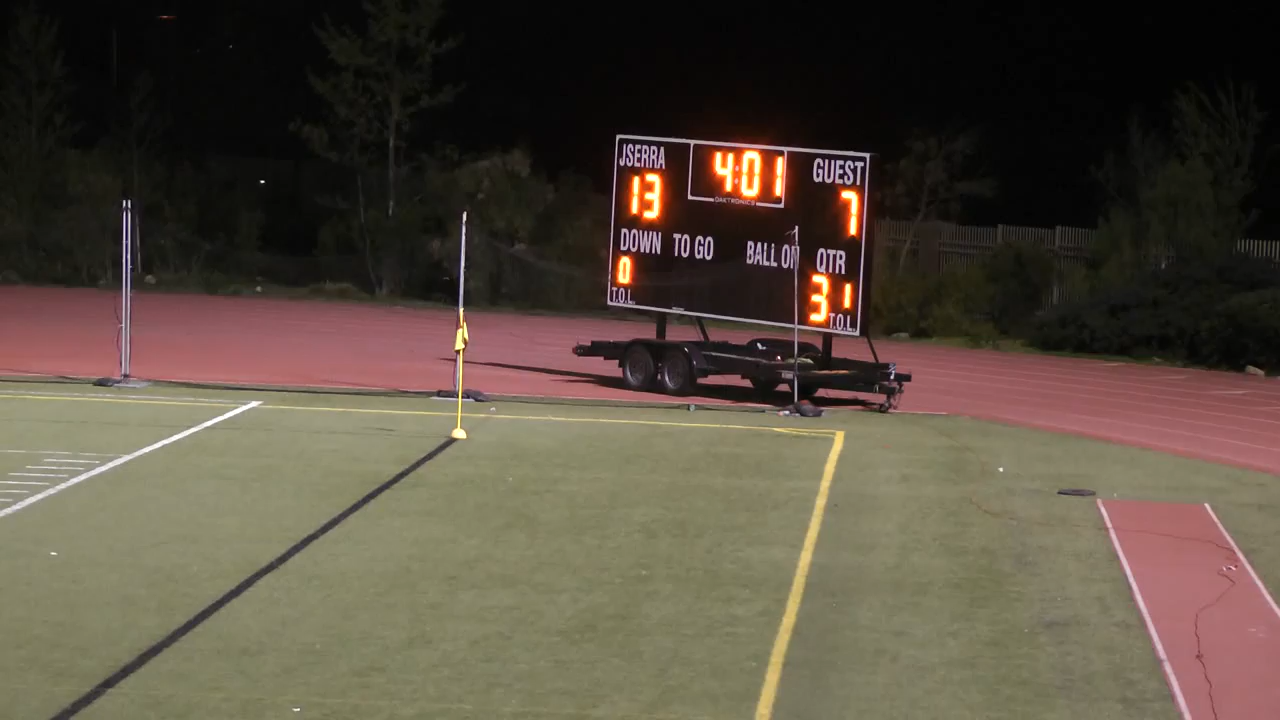 JSERRA 4:01 GUEST
DAKTRONICS
13 7
DOWN TO GO BALL ON QTR
0 3 1
T.O.L. T.O.L.